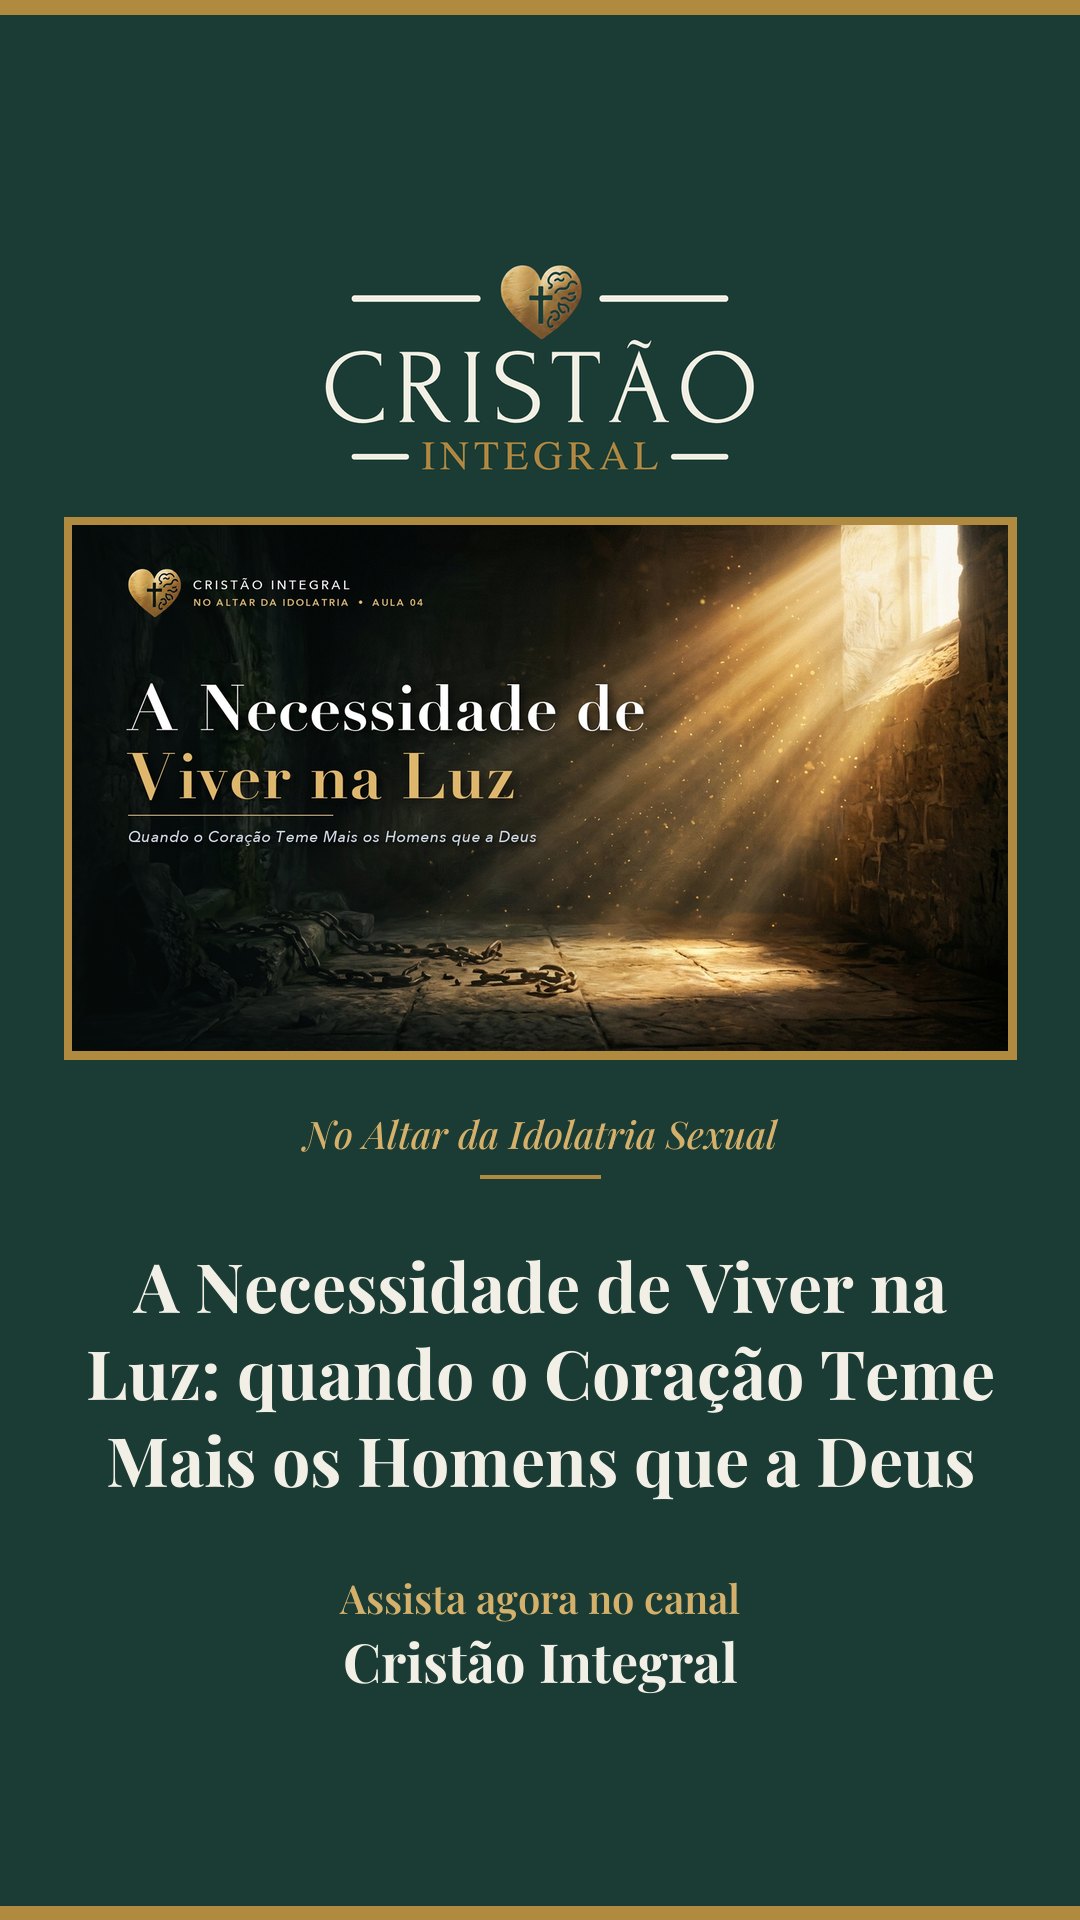 CRISTÃO
INTEGRAL
CRISTÃO INTEGRAL
NO ALTAR DA IDOLATRIA • AULA 04
A Necessidade de
Viver na Luz
Quando o Coração Teme Mais os Homens que a Deus
No Altar da Idolatria Sexual
A Necessidade de Viver na
Luz: quando o Coração Teme
Mais os Homens que a Deus
Assista agora no canal
Cristão Integral